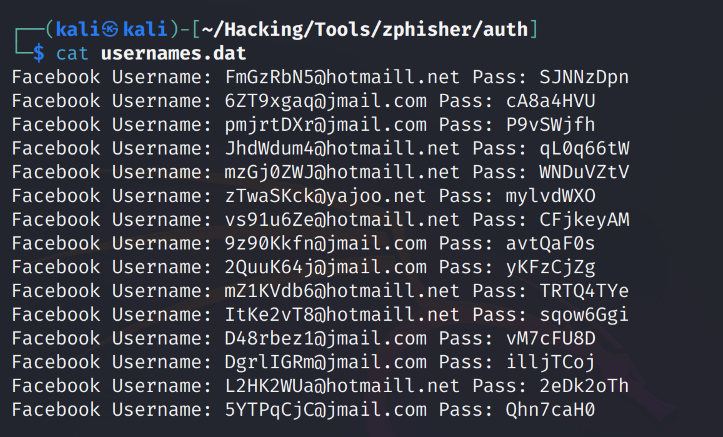 ┌──(kali㉿kali)-[~/Hacking/Tools/zphisher/auth]
└─$ cat usernames.dat
Facebook Username: FmGzRbN5@hotmaill.net Pass: SJNNzDpn
Facebook Username: 6ZT9xgaq@jmail.com Pass: cA8a4HVU
Facebook Username: pmjrtDXr@jmail.com Pass: P9vSWjfh
Facebook Username: JhdWdum4@hotmaill.net Pass: qL0q66tW
Facebook Username: mzGj0ZWJ@hotmaill.net Pass: WNDuVZtV
Facebook Username: zTwaSKck@yajoo.net Pass: mylvdWXO
Facebook Username: vs91u6Ze@hotmaill.net Pass: CFjkeyAM
Facebook Username: 9z90Kkfn@jmail.com Pass: avtQaF0s
Facebook Username: 2QuuK64j@jmail.com Pass: yKFzCjZg
Facebook Username: mZ1KVdb6@hotmaill.net Pass: TRTQ4TYe
Facebook Username: ItKe2vT8@hotmaill.net Pass: sqow6Ggi
Facebook Username: D48rbez1@jmail.com Pass: vM7cFU8D
Facebook Username: DgrlIGRm@jmail.com Pass: illjTCoj
Facebook Username: L2HK2WUa@hotmaill.net Pass: 2eDk2oTh
Facebook Username: 5YTPqCjC@jmail.com Pass: Qhn7caH0